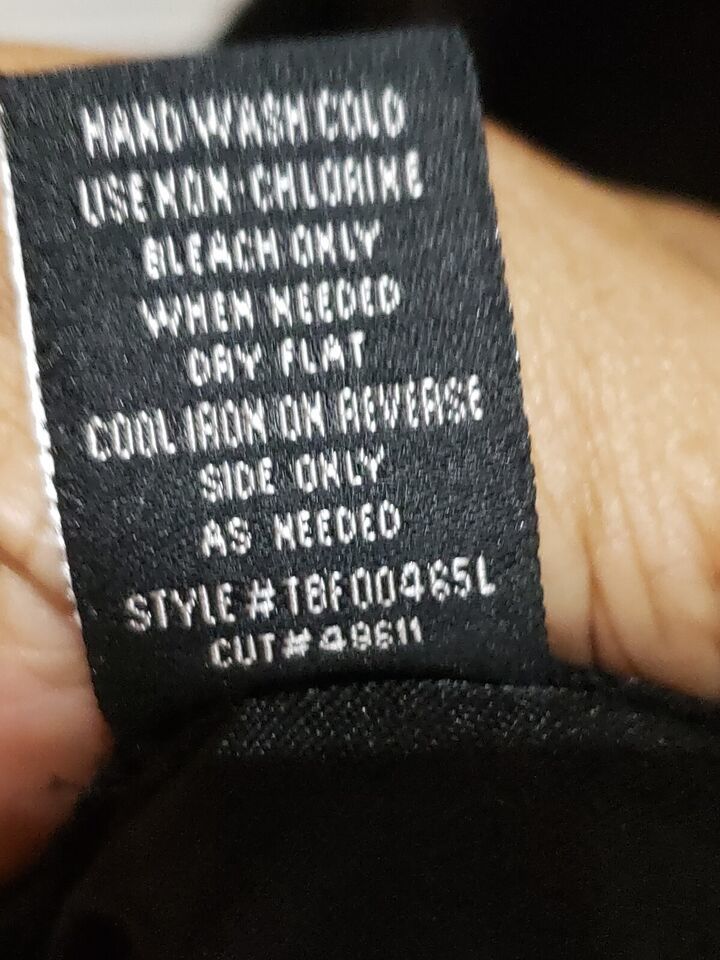 HAND WASH COLD
USE NON-CHLORINE
BLEACH ONLY
WHEN NEEDED
DRY FLAT
COOL IRON ON REVERSE
SIDE ONLY
AS NEEDED
STYLE#TBF00465L
CUT#49611